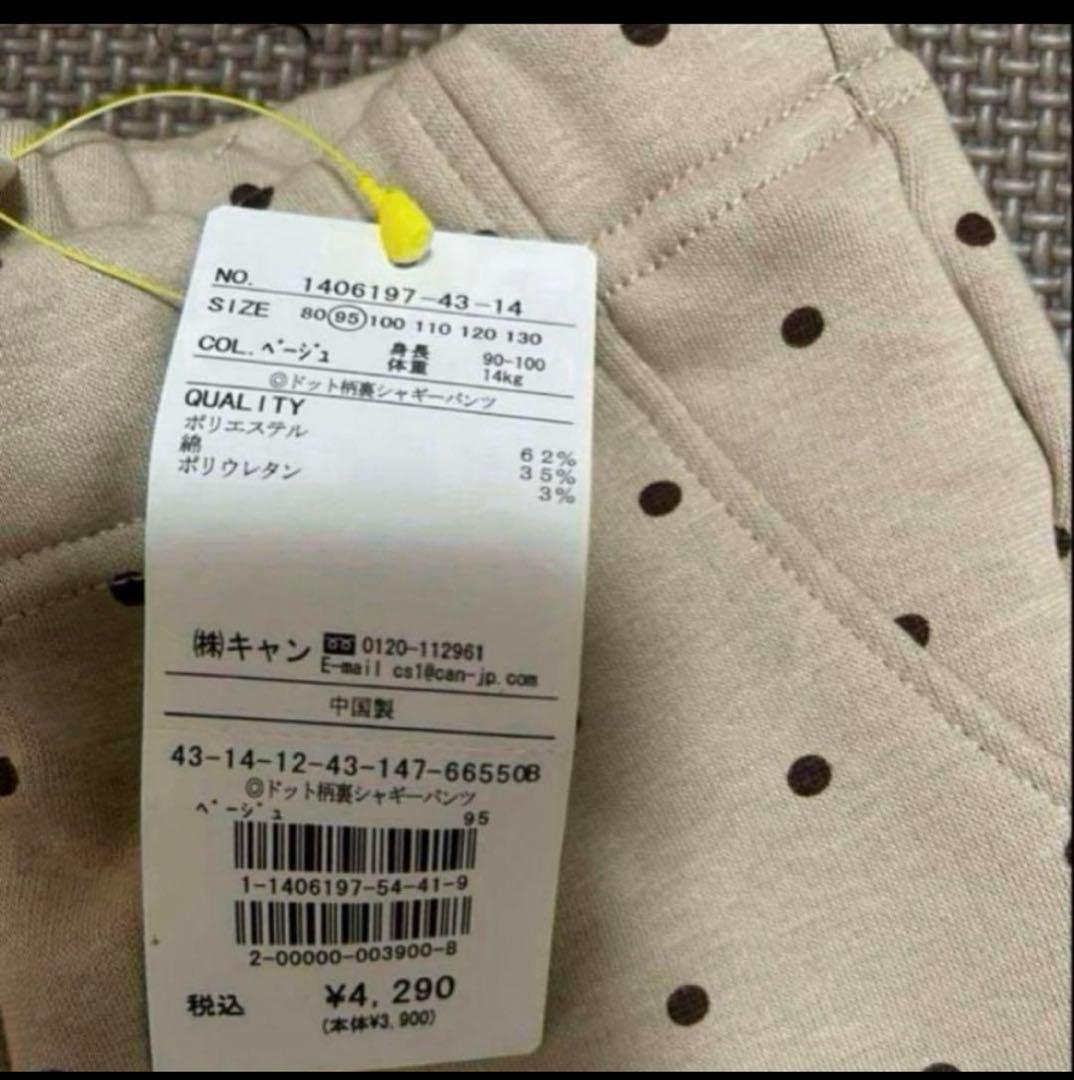 NO. 1406197-43-14
SIZE 80 95 100 110 120 130
COL. ベージュ 身長 90-100
体重 14kg
◎ドット柄裏シャギーパンツ
QUALITY
ポリエステル 62%
綿 35%
ポリウレタン 3%
㈱キャン 0120-112961
E-mail cs1@can-jp.com
中国製
43-14-12-43-147-66550B
◎ドット柄裏シャギーパンツ
ベージュ 95
1-1406197-54-41-9
2-00000-003900-8
税込 ¥4,290
(本体¥3,900)